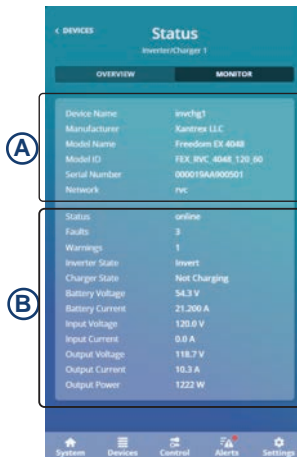 < DEVICES
Status
Inverter/Charger 1
OVERVIEW MONITOR
A
Device Name invchg1
Manufacturer Xantrex LLC
Model Name Freedom EX 4048
Model ID FEX_RVC_4048_120_60
Serial Number 000019AA000501
Network rvc
B
Status online
Faults 3
Warnings 1
Inverter State Invert
Charger State Not Charging
Battery Voltage 54.3 V
Battery Current 21.200 A
Input Voltage 120.0 V
Input Current 0.0 A
Output Voltage 118.7 V
Output Current 10.3 A
Output Power 1222 W
System Devices Control Alerts Settings